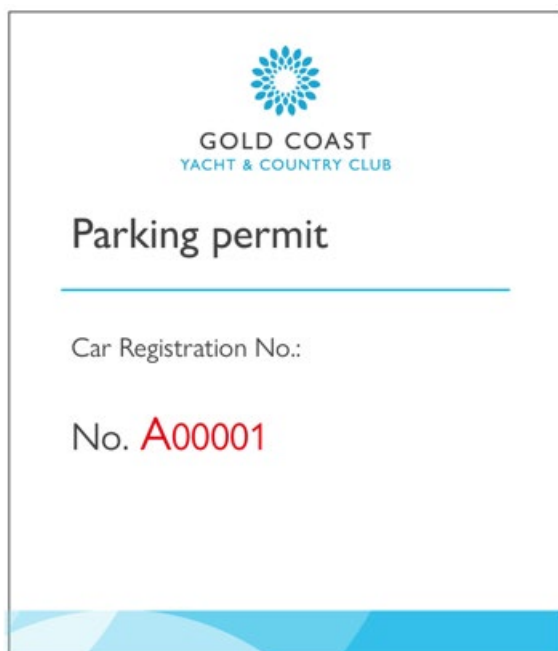 GOLD COAST
YACHT & COUNTRY CLUB
Parking permit
Car Registration No.:
No. A00001